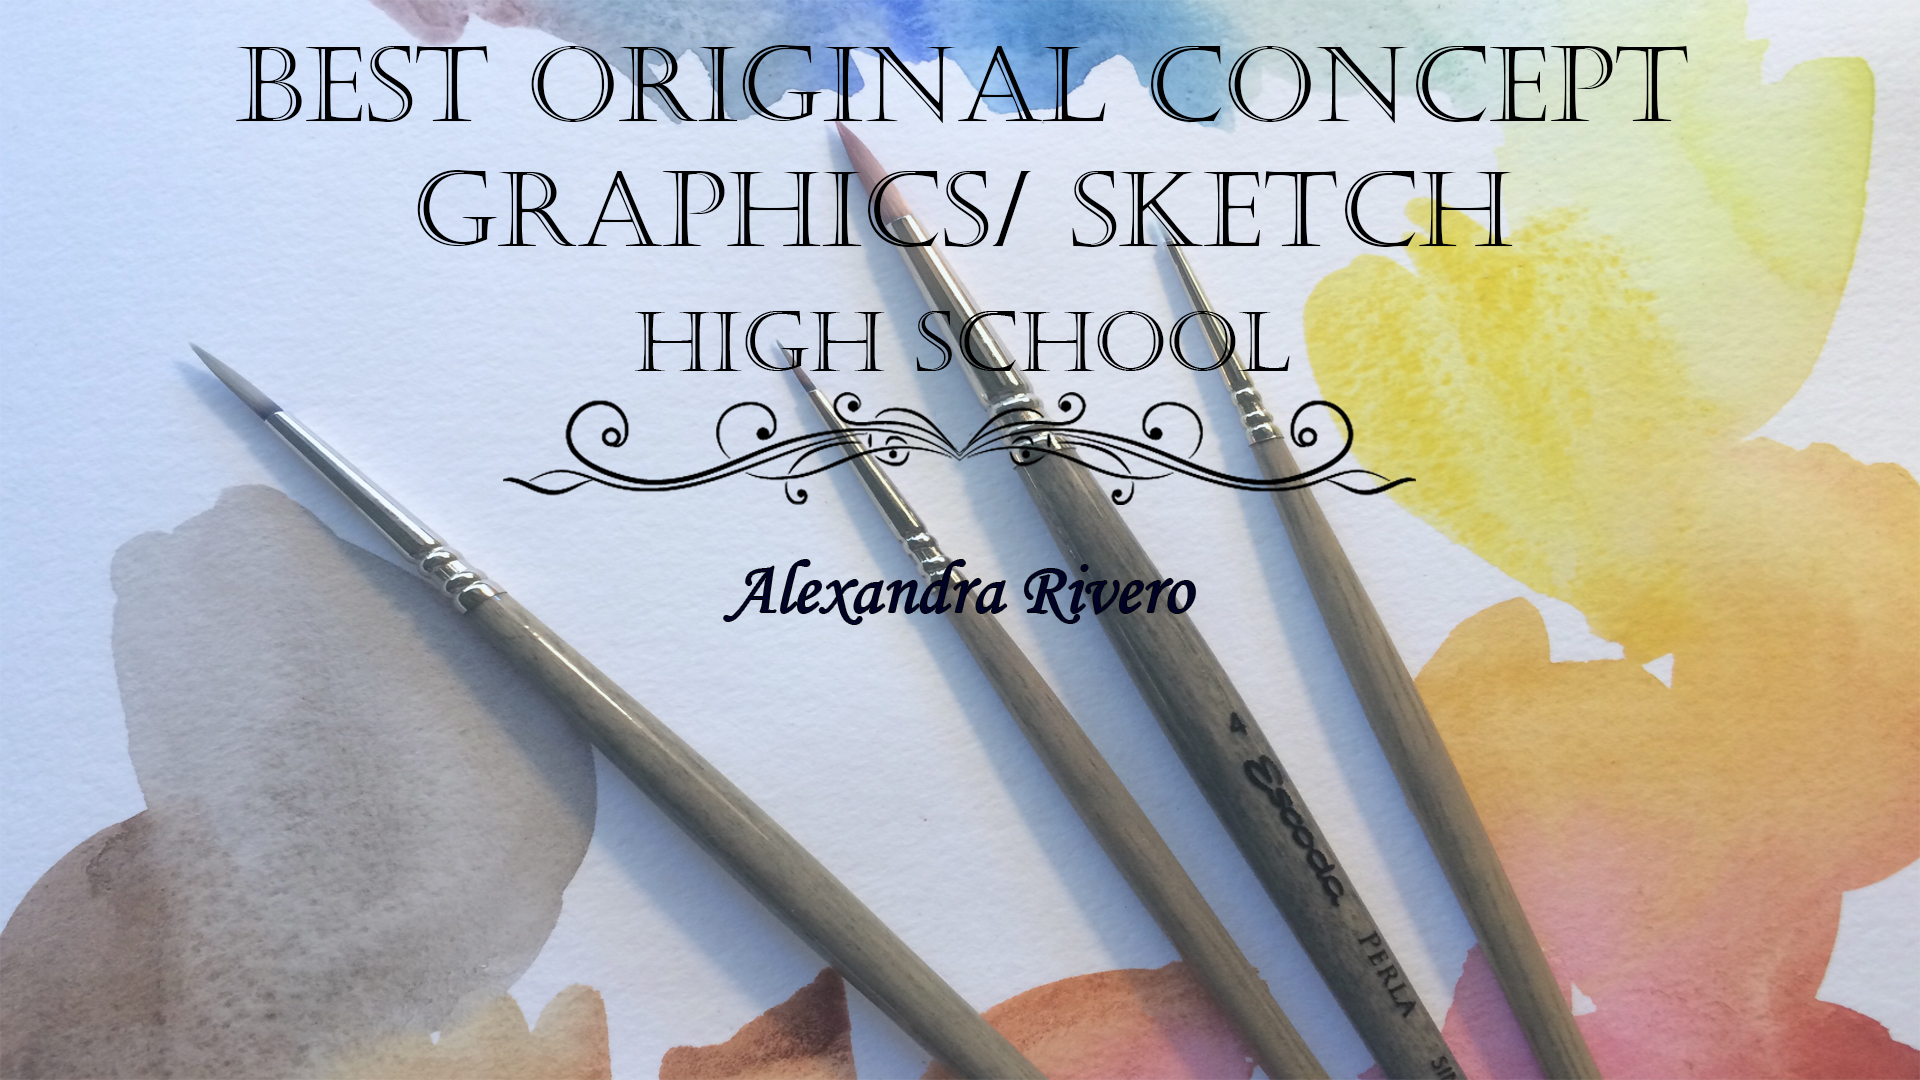 BEST ORIGINAL CONCEPT
GRAPHICS/ SKETCH
HIGH SCHOOL
Alexandra Rivero
4 Escoda PERLA